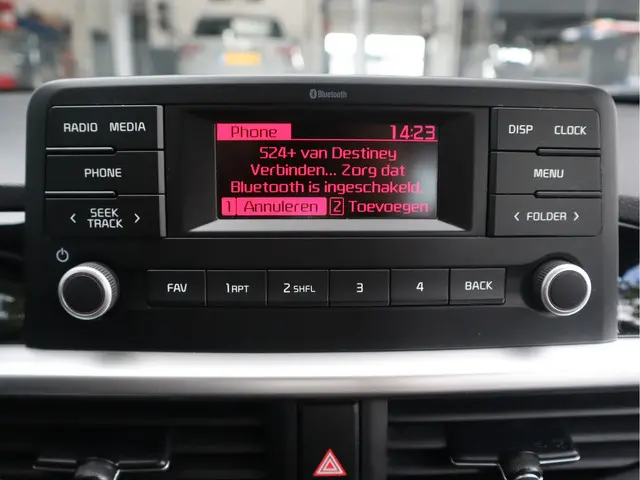 Bluetooth
RADIO MEDIA
PHONE
< SEEK >
TRACK
Phone 14:23
S24+ van Destiney
Verbinden... Zorg dat
Bluetooth is ingeschakeld.
1 Annuleren 2 Toevoegen
DISP CLOCK
MENU
< FOLDER >
FAV 1 RPT 2 SHFL 3 4 BACK